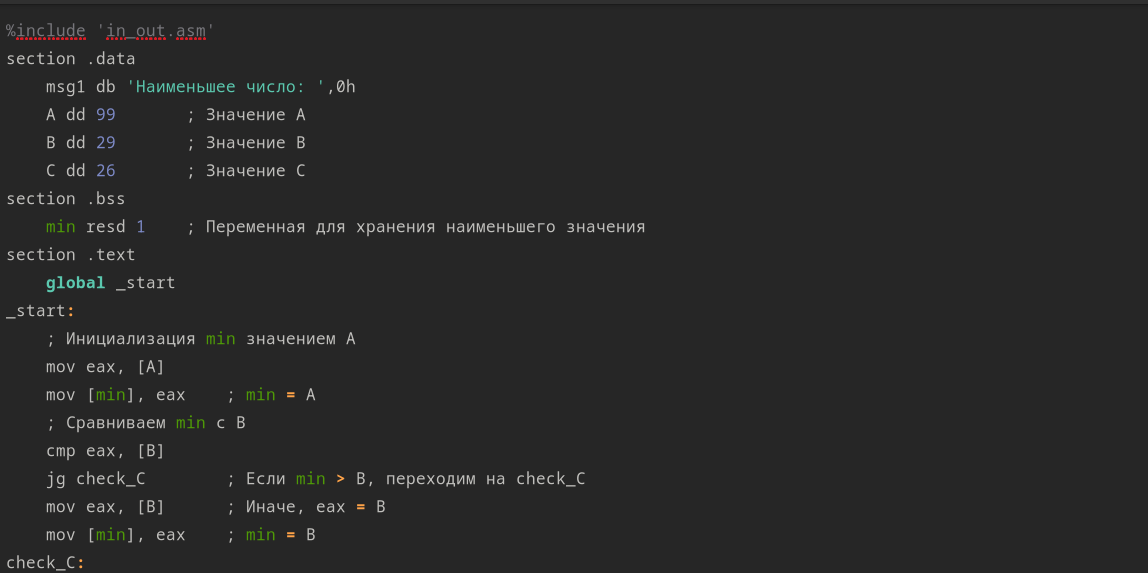 %include 'in_out.asm'
section .data
    msg1 db 'Наименьшее число: ',0h
    A dd 99       ; Значение A
    B dd 29       ; Значение B
    C dd 26       ; Значение C
section .bss
    min resd 1    ; Переменная для хранения наименьшего значения
section .text
    global _start
_start:
    ; Инициализация min значением A
    mov eax, [A]
    mov [min], eax    ; min = A
    ; Сравниваем min с B
    cmp eax, [B]
    jg check_C        ; Если min > B, переходим на check_C
    mov eax, [B]      ; Иначе, eax = B
    mov [min], eax    ; min = B
check_C: